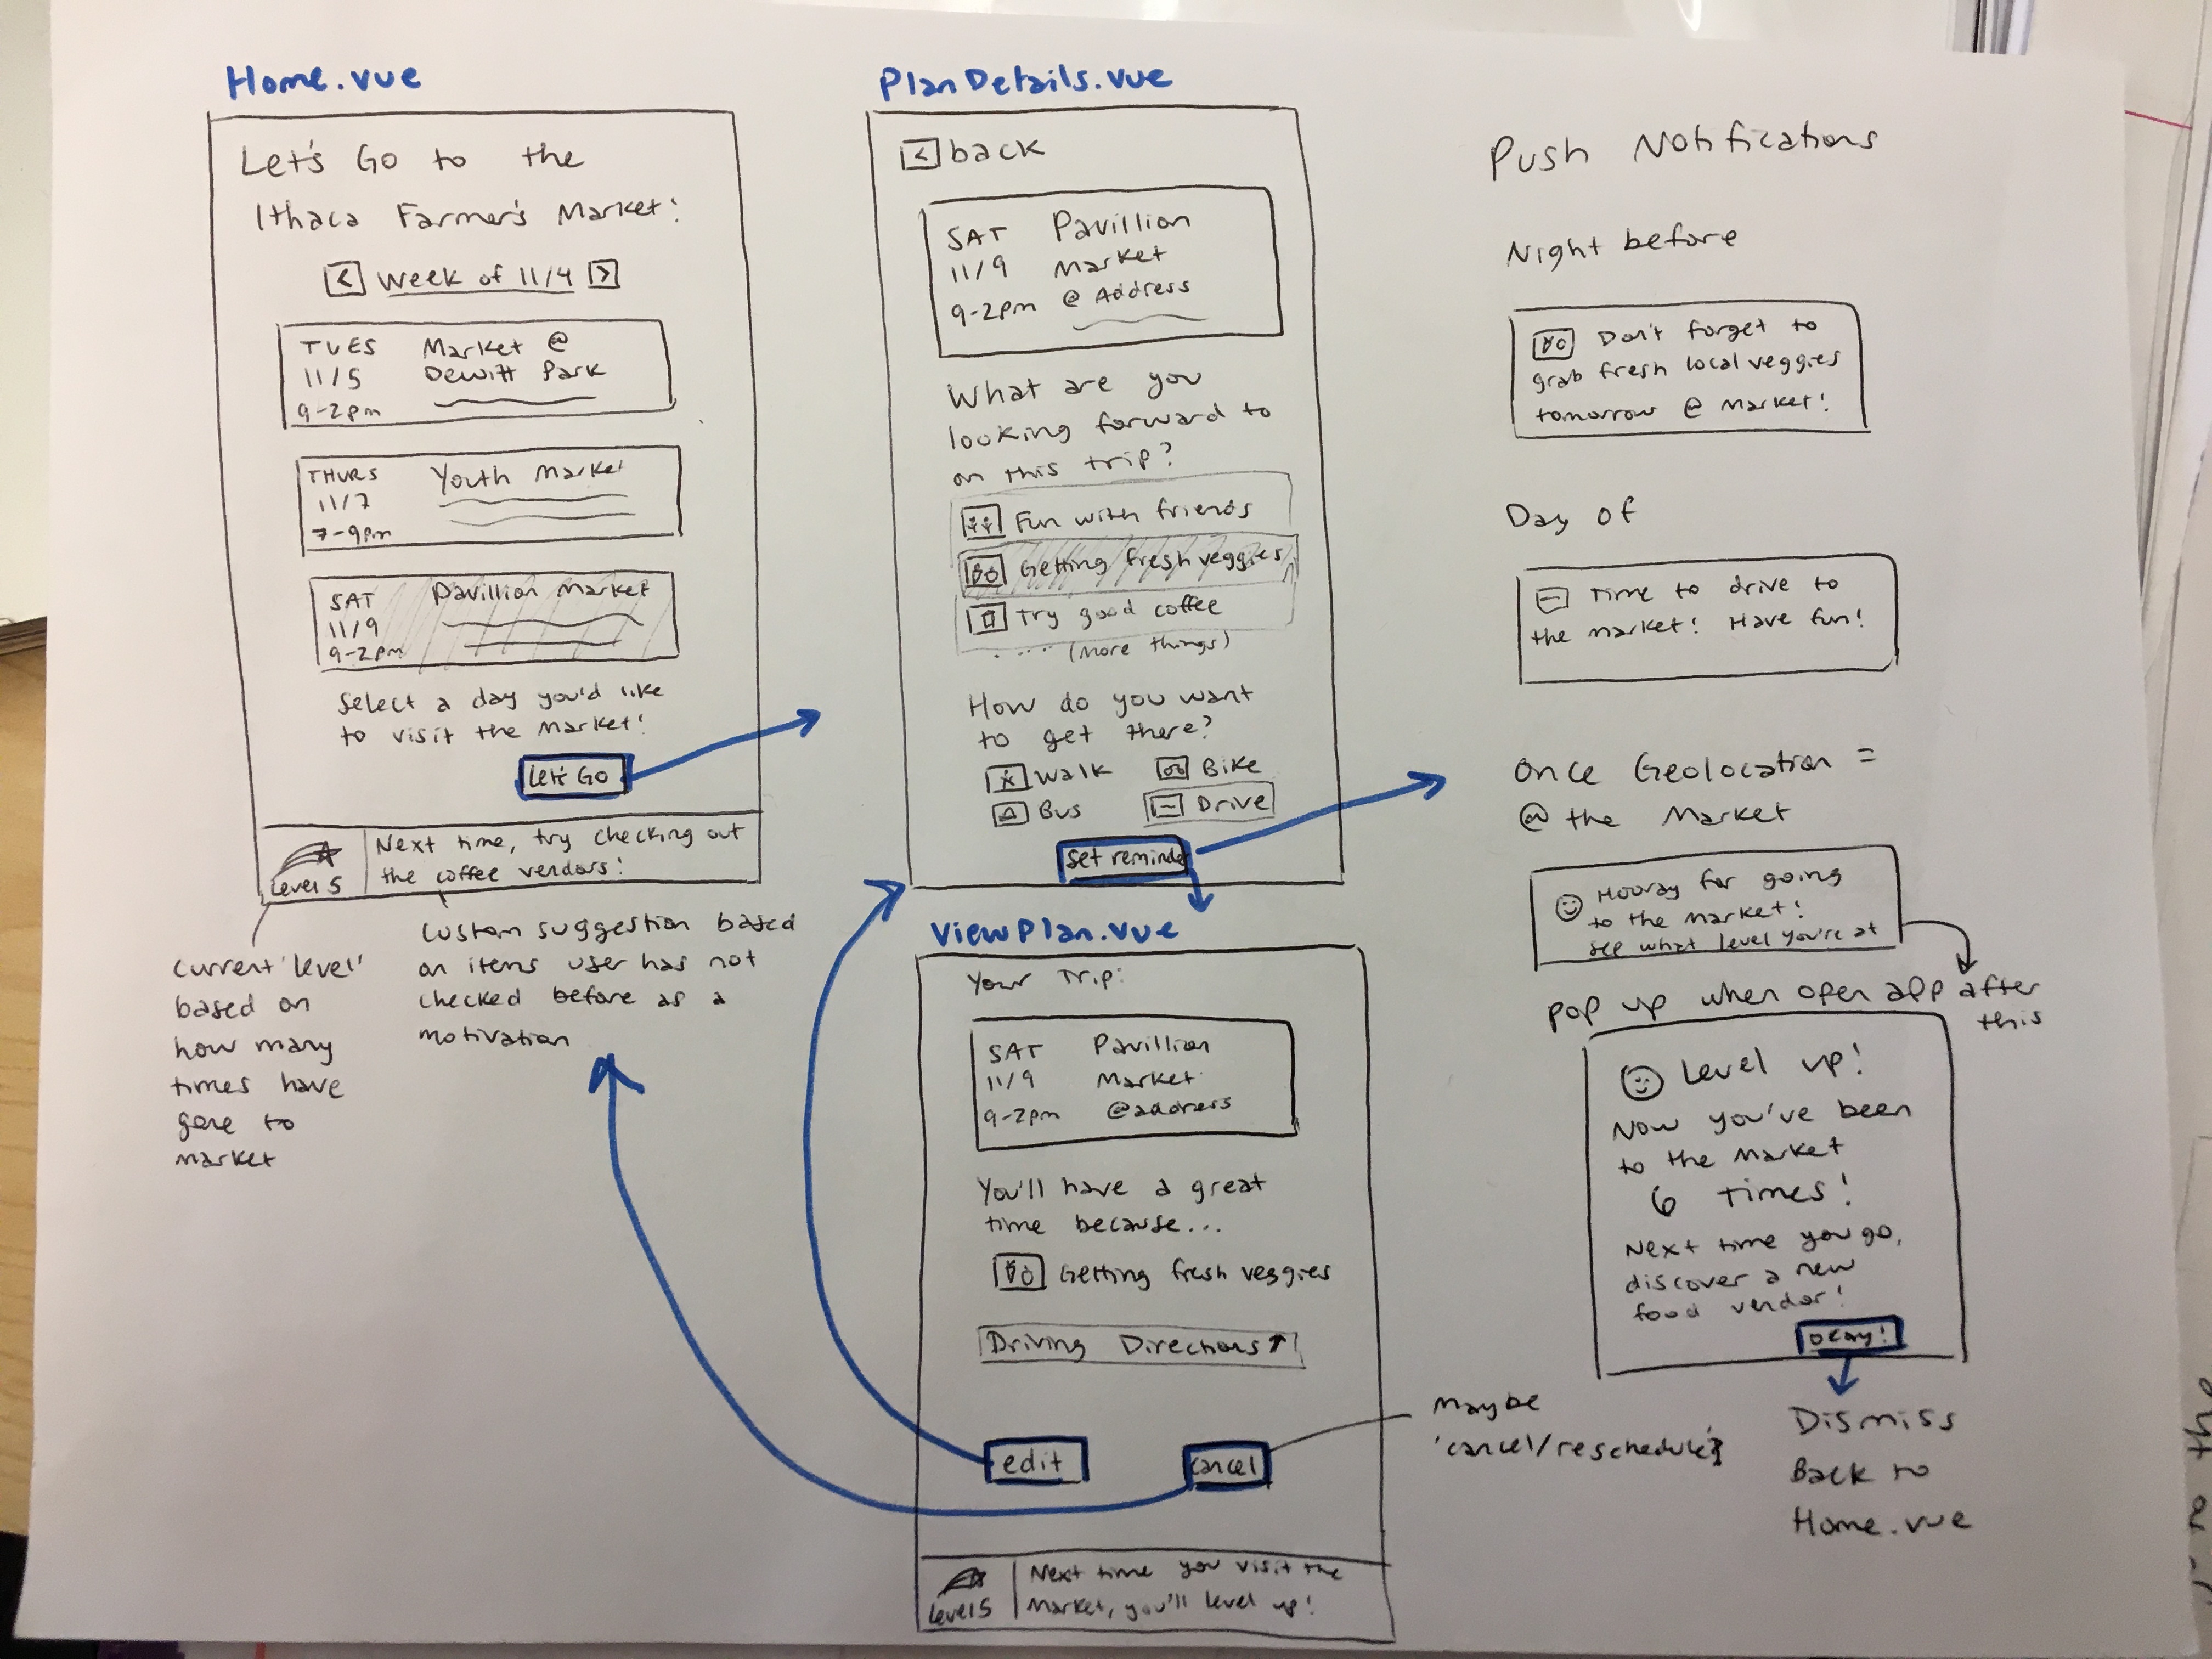 Home.vue
Let's Go to the
Ithaca Farmer's Market!
< Week of 11/4 >
TUES Market @
11/5 Dewitt Park
9-2pm
THURS Youth Market
11/7
7-9pm
SAT Pavillion Market
11/9
9-2pm
Select a day you'd like
to visit the market!
Let's Go
Level 5
Next time, try checking out
the coffee vendors!
Current 'level'
based on
how many
times have
gone to
market
Custom suggestion based
on items user has not
checked before as a
motivation
PlanDetails.vue
< back
SAT Pavillion
11/9 Market
9-2pm @ Address
What are you
looking forward to
on this trip?
Fun with friends
Getting fresh veggies
Try good coffee
.... (more things)
How do you want
to get there?
Walk Bike
Bus Drive
set reminder
ViewPlan.vue
Your Trip:
SAT Pavillion
11/9 Market
9-2pm @address
You'll have a great
time because...
Getting fresh veggies
Driving Directions ↑
edit cancel
Maybe
'cancel/reschedule'?
Level 5
Next time you visit the
Market, you'll level up!
Push Notifications
Night before
Don't forget to
grab fresh local veggies
tomorrow @ Market!
Day of
Time to drive to
the market! Have fun!
Once Geolocation =
@ the Market
Hooray for going
to the market!
see what level you're at
Pop up when open app after
this
Level up!
Now you've been
to the Market
6 times!
Next time you go,
discover a new
food vendor!
okay!
Dismiss
Back to
Home.vue